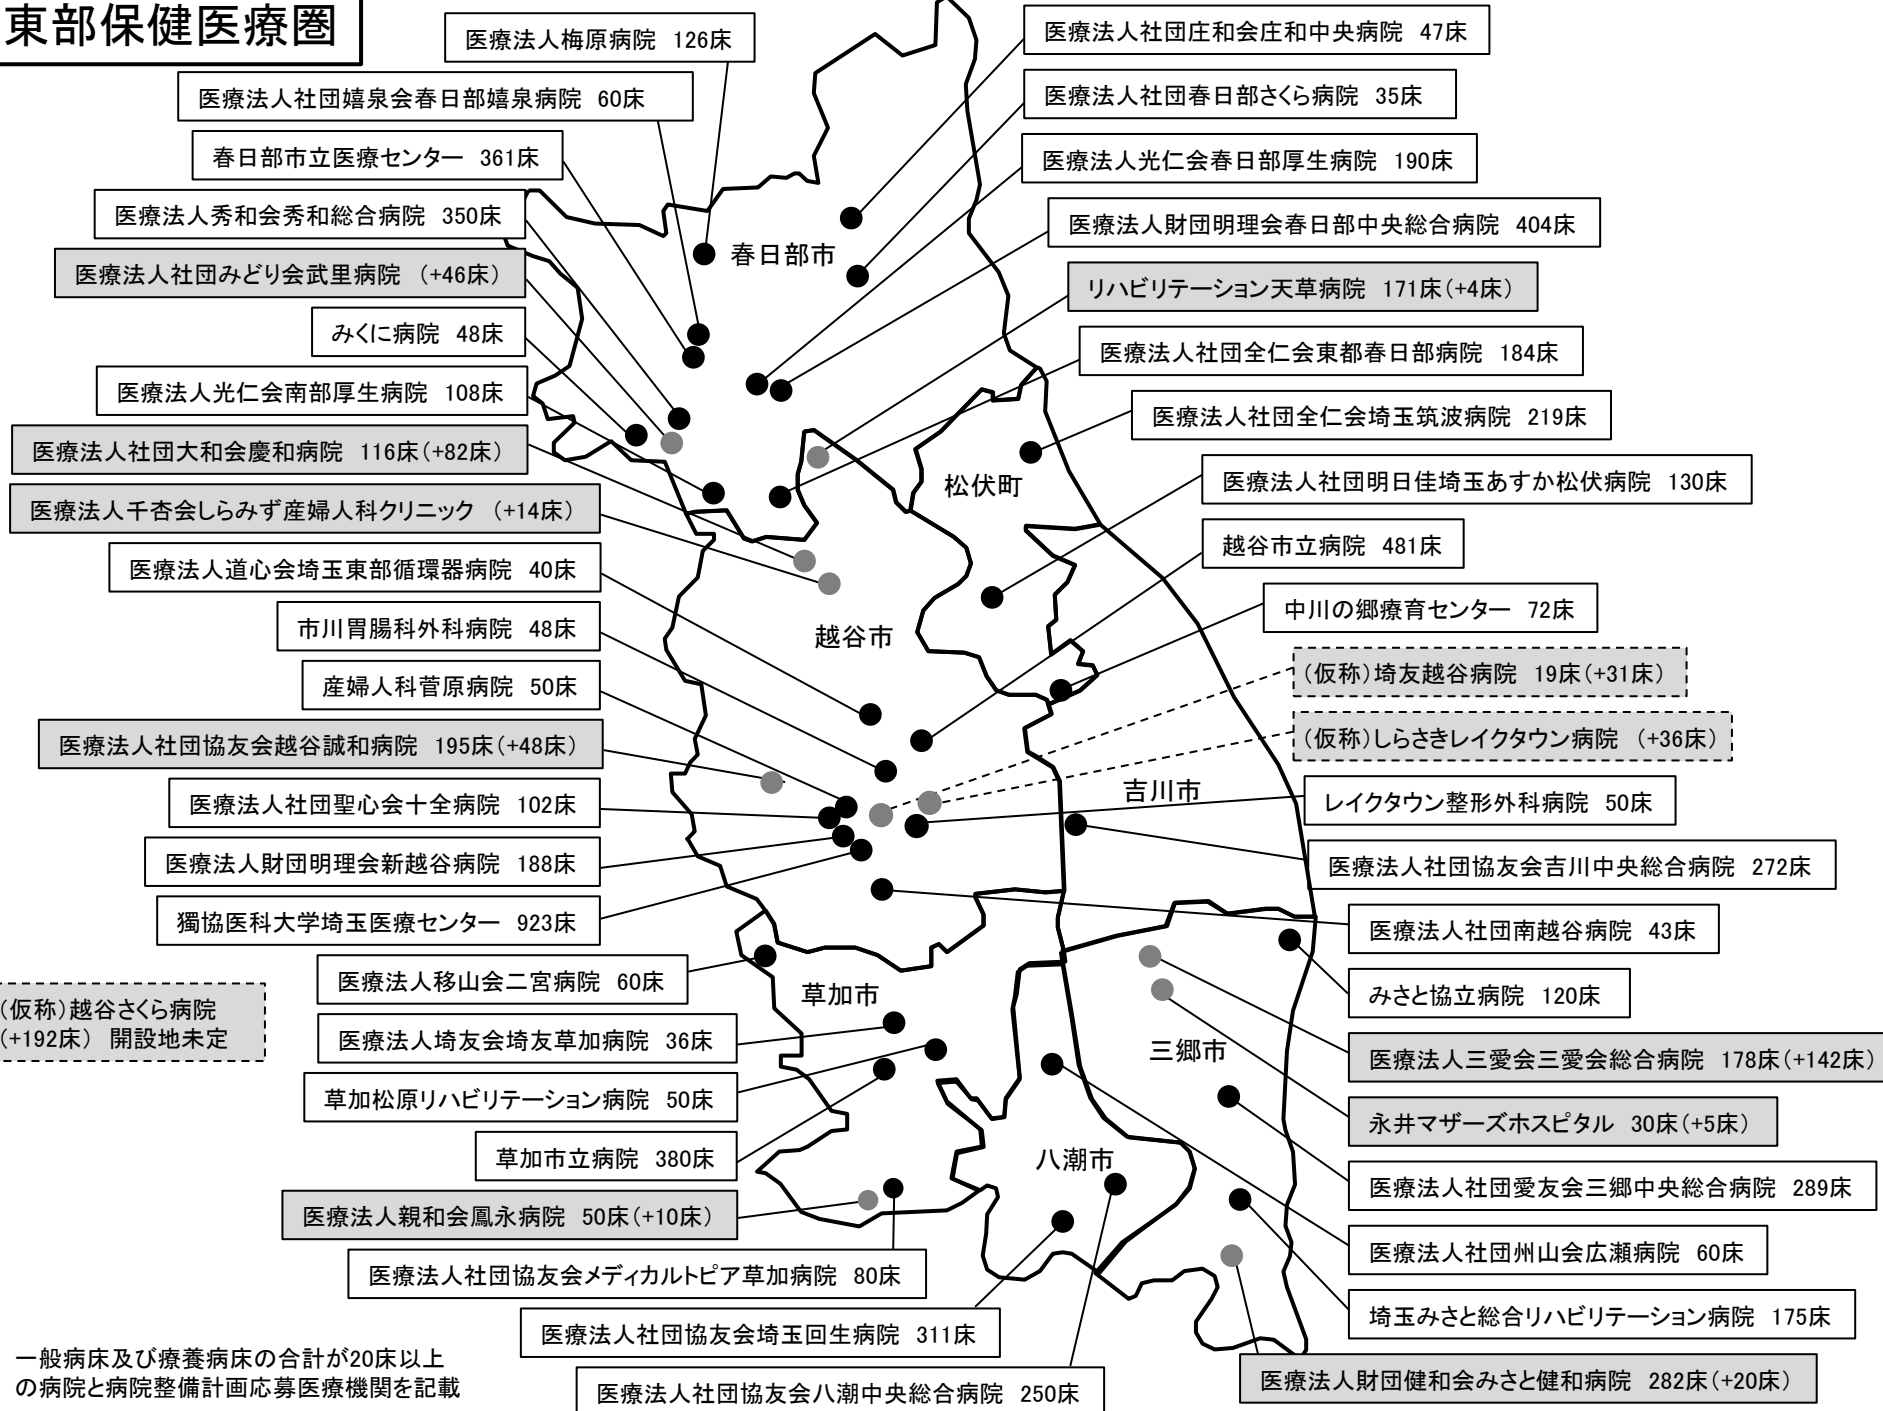 東部保健医療圏
医療法人梅原病院 126床
医療法人社団嬉泉会春日部嬉泉病院 60床
春日部市立医療センター 361床
医療法人秀和会秀和総合病院 350床
医療法人社団みどり会武里病院 (+46床)
みくに病院 48床
医療法人光仁会南部厚生病院 108床
医療法人社団大和会慶和病院 116床(+82床)
医療法人千杏会しらみず産婦人科クリニック (+14床)
医療法人道心会埼玉東部循環器病院 40床
市川胃腸科外科病院 48床
産婦人科菅原病院 50床
医療法人社団協友会越谷誠和病院 195床(+48床)
医療法人社団聖心会十全病院 102床
医療法人財団明理会新越谷病院 188床
獨協医科大学埼玉医療センター 923床
医療法人移山会二宮病院 60床
(仮称)越谷さくら病院
(+192床) 開設地未定
医療法人埼友会埼友草加病院 36床
草加松原リハビリテーション病院 50床
草加市立病院 380床
医療法人親和会鳳永病院 50床(+10床)
医療法人社団協友会メディカルトピア草加病院 80床
医療法人社団協友会埼玉回生病院 311床
医療法人社団協友会八潮中央総合病院 250床
医療法人社団庄和会庄和中央病院 47床
医療法人社団春日部さくら病院 35床
医療法人光仁会春日部厚生病院 190床
医療法人財団明理会春日部中央総合病院 404床
リハビリテーション天草病院 171床(+4床)
医療法人社団全仁会東都春日部病院 184床
医療法人社団全仁会埼玉筑波病院 219床
医療法人社団明日佳埼玉あすか松伏病院 130床
越谷市立病院 481床
中川の郷療育センター 72床
(仮称)埼友越谷病院 19床(+31床)
(仮称)しらさきレイクタウン病院 (+36床)
レイクタウン整形外科病院 50床
医療法人社団協友会吉川中央総合病院 272床
医療法人社団南越谷病院 43床
みさと協立病院 120床
医療法人三愛会三愛会総合病院 178床(+142床)
永井マザーズホスピタル 30床(+5床)
医療法人社団愛友会三郷中央総合病院 289床
医療法人社団州山会広瀬病院 60床
埼玉みさと総合リハビリテーション病院 175床
医療法人財団健和会みさと健和病院 282床(+20床)
春日部市
松伏町
越谷市
吉川市
草加市
三郷市
八潮市
一般病床及び療養病床の合計が20床以上
の病院と病院整備計画応募医療機関を記載